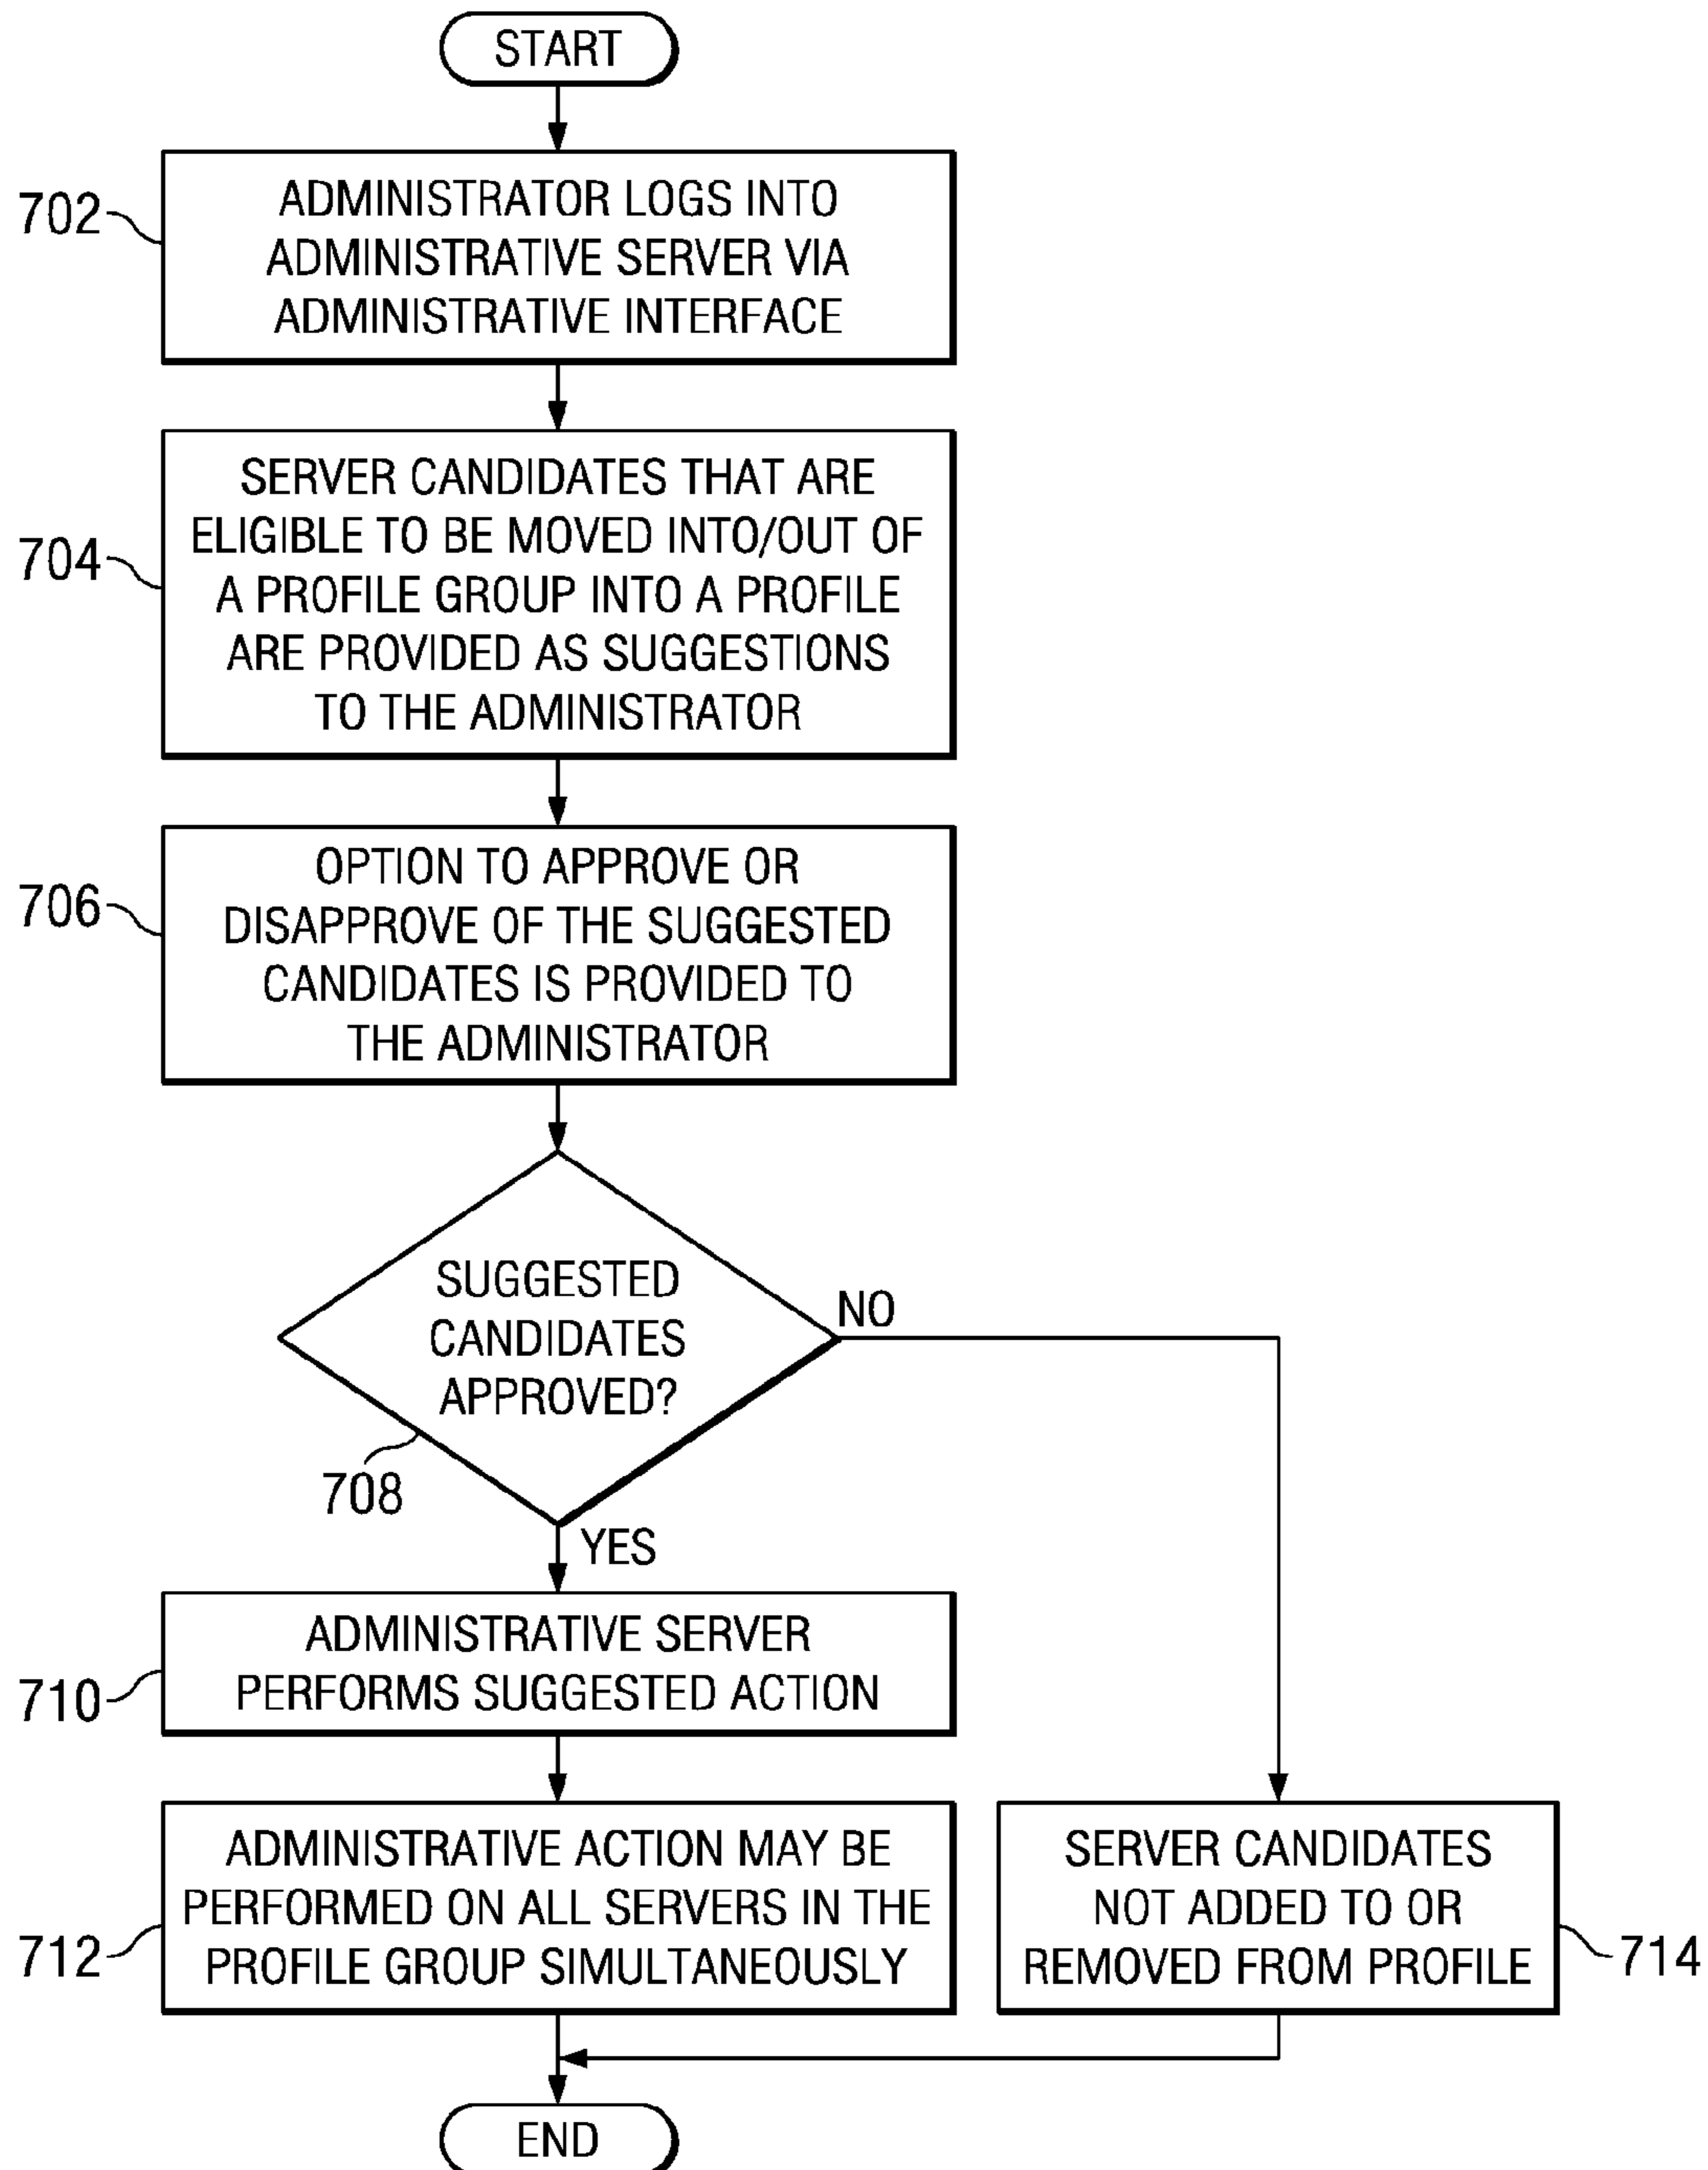 START
702
ADMINISTRATOR LOGS INTO
ADMINISTRATIVE SERVER VIA
ADMINISTRATIVE INTERFACE
704
SERVER CANDIDATES THAT ARE
ELIGIBLE TO BE MOVED INTO/OUT OF
A PROFILE GROUP INTO A PROFILE
ARE PROVIDED AS SUGGESTIONS
TO THE ADMINISTRATOR
706
OPTION TO APPROVE OR
DISAPPROVE OF THE SUGGESTED
CANDIDATES IS PROVIDED TO
THE ADMINISTRATOR
SUGGESTED
CANDIDATES
APPROVED?
708
NO
YES
710
ADMINISTRATIVE SERVER
PERFORMS SUGGESTED ACTION
712
ADMINISTRATIVE ACTION MAY BE
PERFORMED ON ALL SERVERS IN THE
PROFILE GROUP SIMULTANEOUSLY
SERVER CANDIDATES
NOT ADDED TO OR
REMOVED FROM PROFILE
714
END